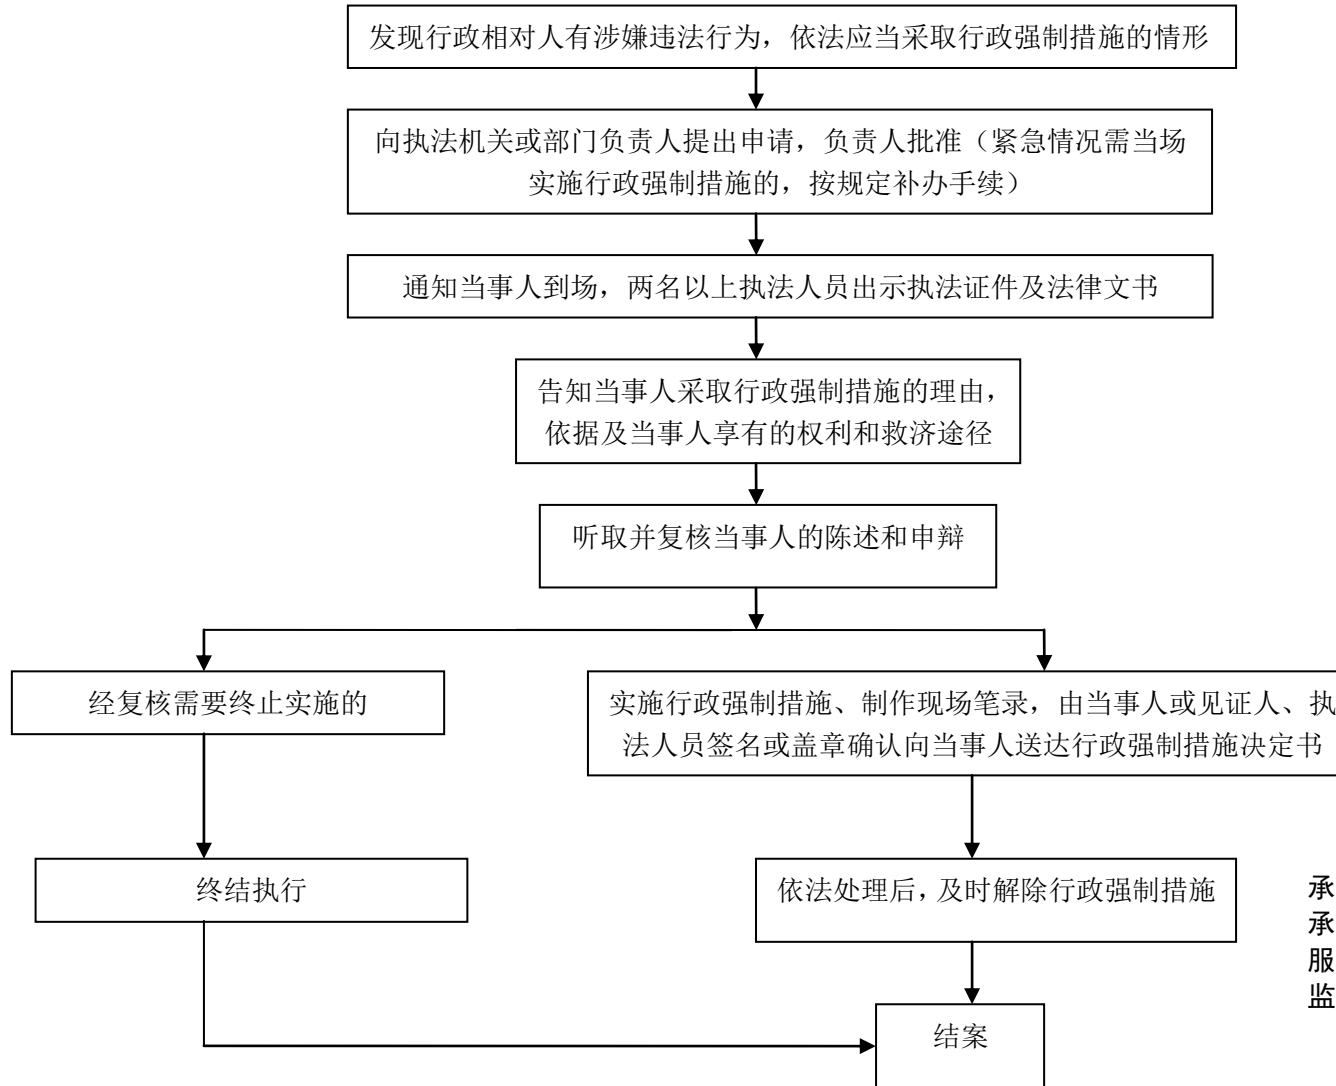 发现行政相对人有涉嫌违法行为，依法应当采取行政强制措施的情形
向执法机关或部门负责人提出申请，负责人批准（紧急情况需当场
实施行政强制措施的，按规定补办手续）
通知当事人到场，两名以上执法人员出示执法证件及法律文书
告知当事人采取行政强制措施的理由，
依据及当事人享有的权利和救济途径
听取并复核当事人的陈述和申辩
经复核需要终止实施的
实施行政强制措施、制作现场笔录，由当事人或见证人、执
法人员签名或盖章确认向当事人送达行政强制措施决定书
终结执行
依法处理后，及时解除行政强制措施
承
承
服
监
结案